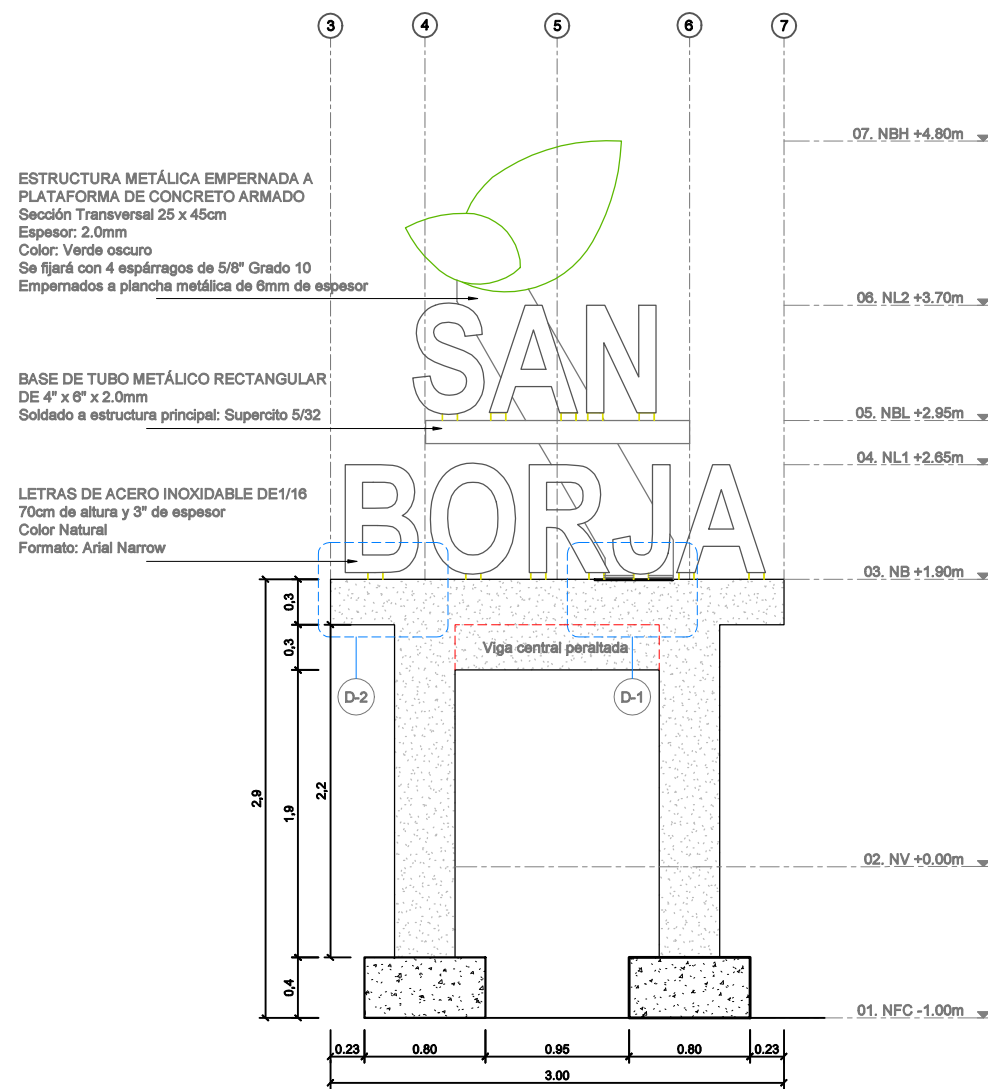 3 4 5 6 7
07. NBH +4.80m
ESTRUCTURA METÁLICA EMPERNADA A
PLATAFORMA DE CONCRETO ARMADO
Sección Transversal 25 x 45cm
Espesor: 2.0mm
Color: Verde oscuro
Se fijará con 4 espárragos de 5/8" Grado 10
Empernados a plancha metálica de 6mm de espesor
06. NL2 +3.70m
SAN
BASE DE TUBO METÁLICO RECTANGULAR
DE 4" x 6" x 2.0mm
Soldado a estructura principal: Supercito 5/32
05. NBL +2.95m
04. NL1 +2.65m
BORJA
LETRAS DE ACERO INOXIDABLE DE1/16
70cm de altura y 3" de espesor
Color Natural
Formato: Arial Narrow
03. NB +1.90m
0,3
0,3
Viga central peraltada
D-2
D-1
2,9
1,9
2,2
02. NV +0.00m
0,4
01. NFC -1.00m
0.23 0.80 0.95 0.80 0.23
3.00